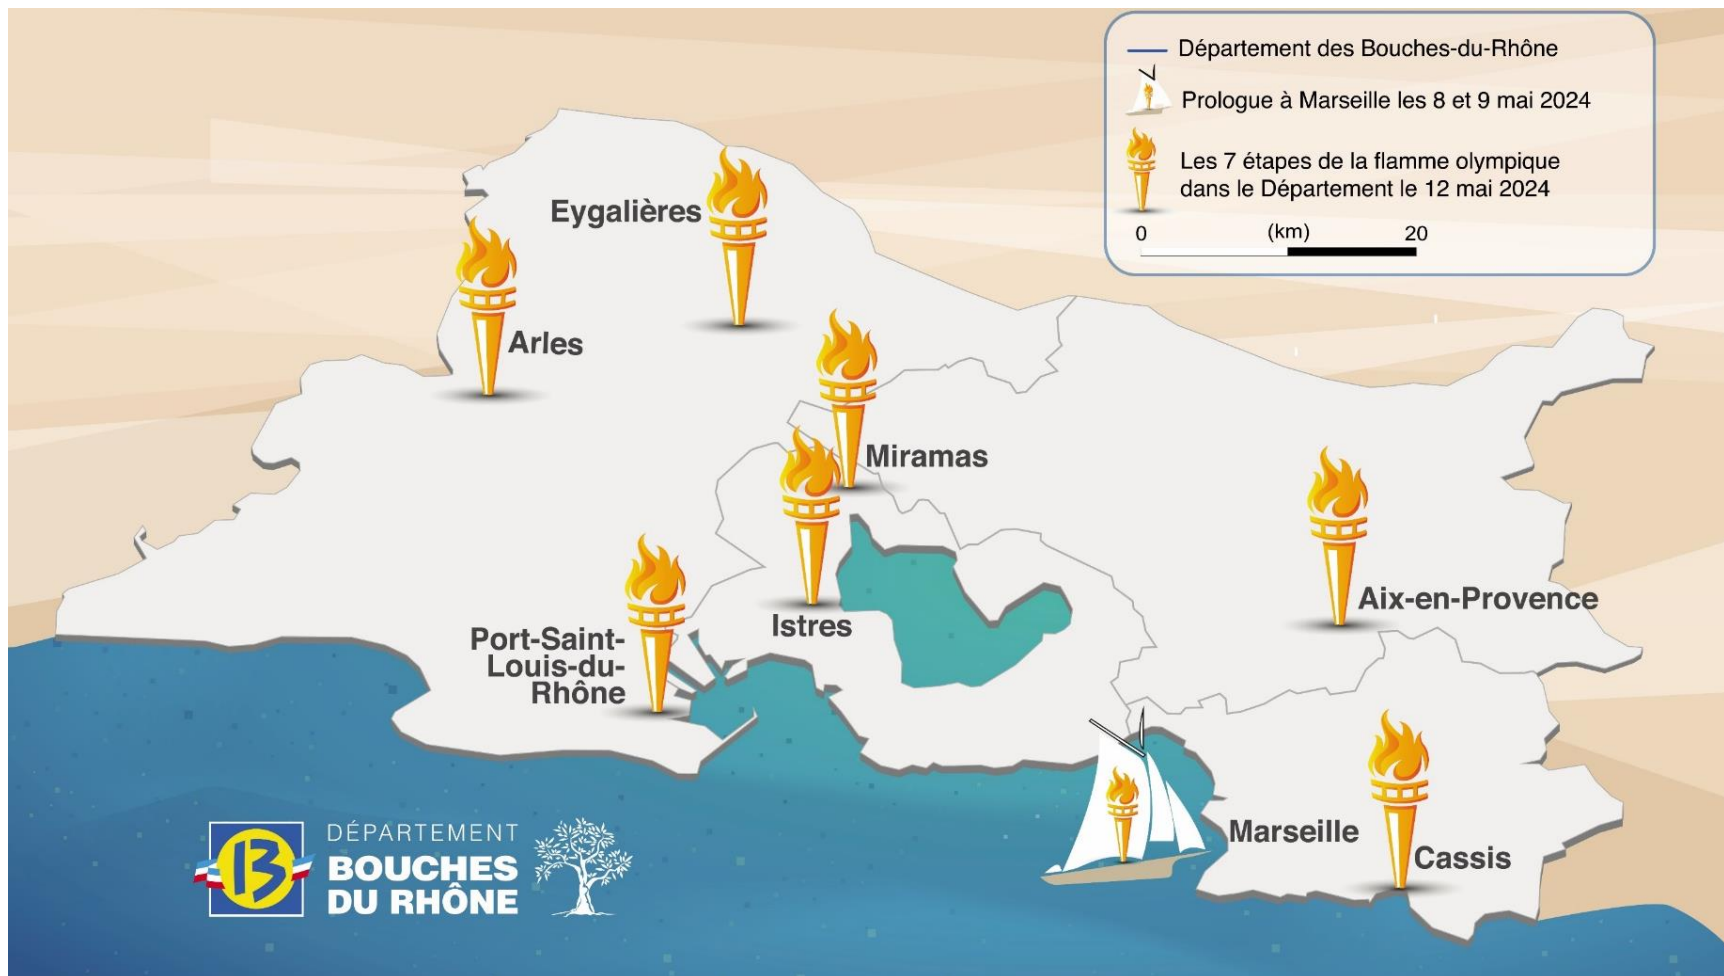 Département des Bouches-du-Rhône
Prologue à Marseille les 8 et 9 mai 2024
Les 7 étapes de la flamme olympique
dans le Département le 12 mai 2024
0 (km) 20
Eygalières
Arles
Miramas
Aix-en-Provence
Istres
Port-Saint-
Louis-du-
Rhône
Marseille
Cassis
13
DÉPARTEMENT
BOUCHES
DU RHÔNE